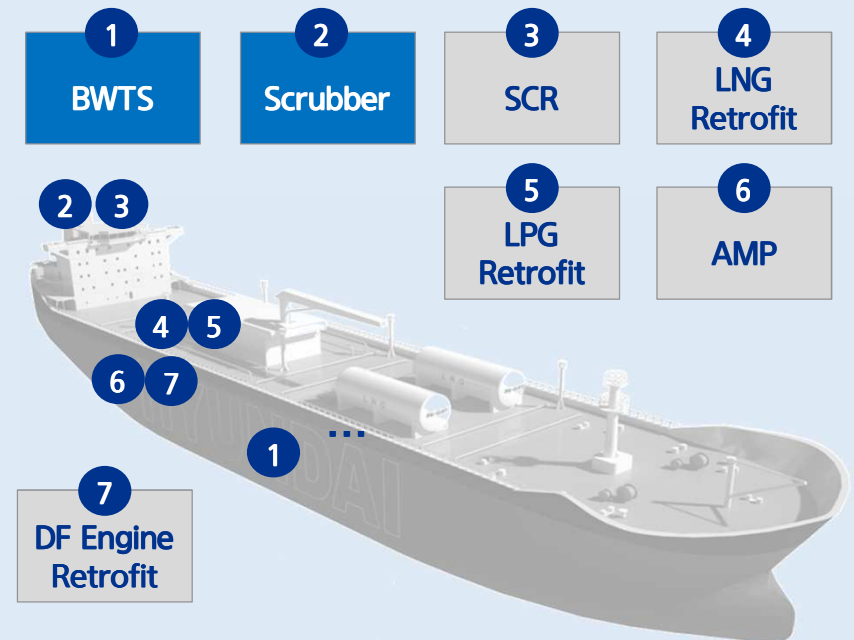 1
BWTS
2
Scrubber
3
SCR
4
LNG
Retrofit
5
LPG
Retrofit
6
AMP
2 3
4 5
6 7
1
...
HYUNDAI
7
DF Engine
Retrofit